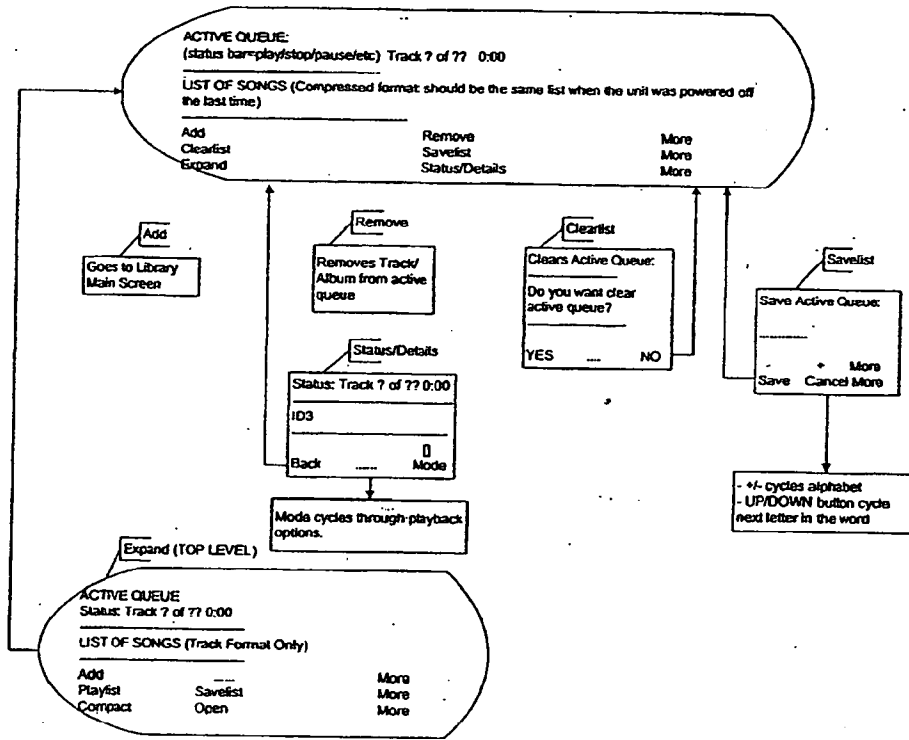 ACTIVE QUEUE:
(status bar=play/stop/pause/etc) Track ? of ?? 0:00
LIST OF SONGS (Compressed format: should be the same list when the unit was powered off
the last time)
Add Remove More
Clearlist Savelist More
Expand Status/Details More
Add
Goes to Library
Main Screen
Remove
Removes Track/
Album from active
queue
Clearlist
Clears Active Queue:
Do you want clear
active queue?
YES .... NO
Savelist
Save Active Queue:
- + More
Save Cancel More
- +/- cycles alphabet
- UP/DOWN button cycle
next letter in the word
Status/Details
Status: Track ? of ?? 0:00
ID3
[]
Back ...... Mode
Mode cycles through playback
options.
Expand (TOP LEVEL)
ACTIVE QUEUE
Status: Track ? of ?? 0:00
LIST OF SONGS (Track Format Only)
Add .... More
Playlist Savelist More
Compact Open More